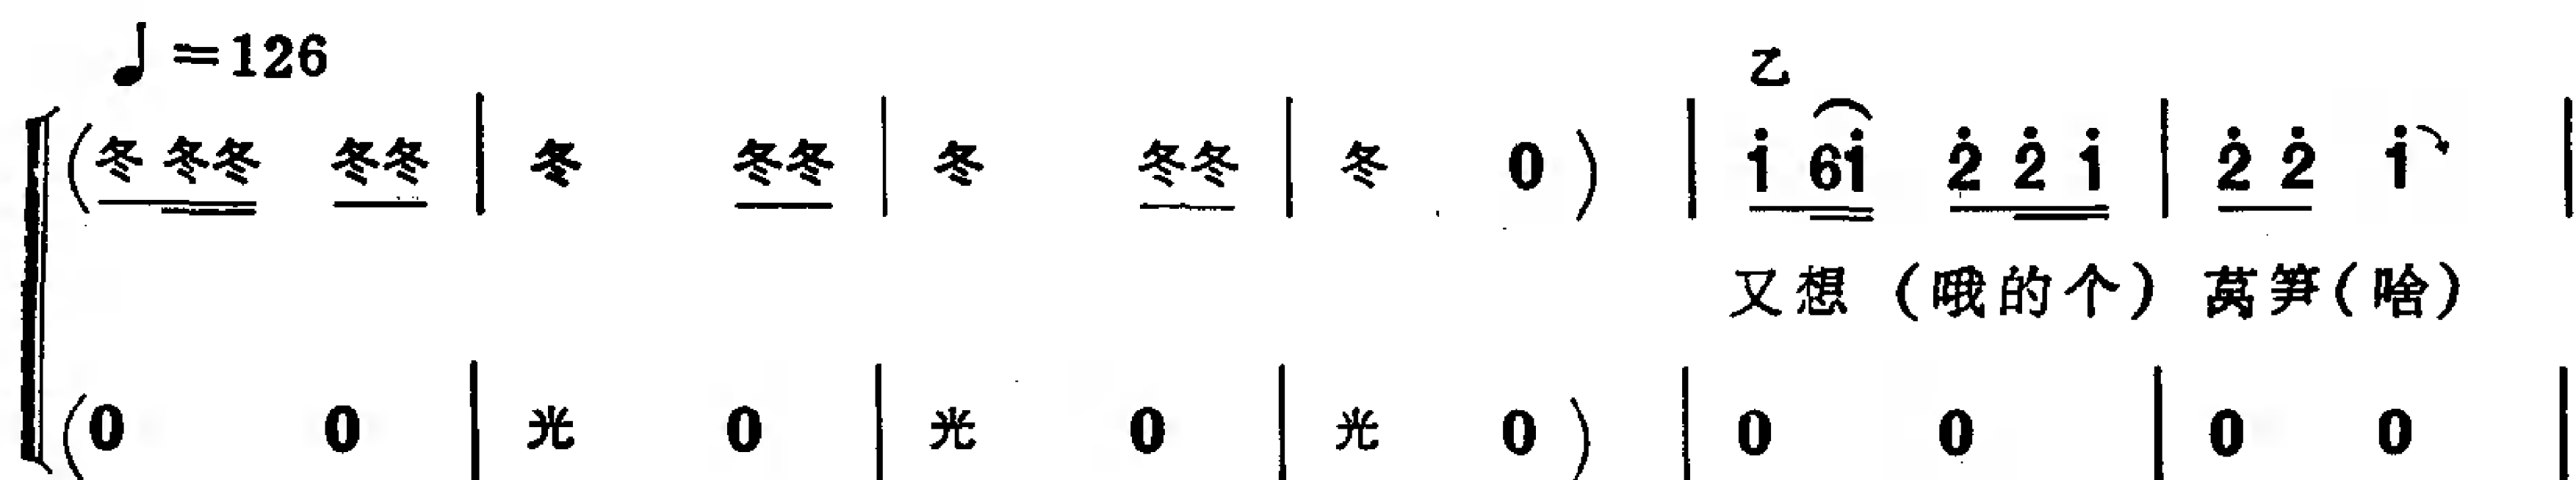 ♩=126
乙
(冬 冬冬 冬冬 | 冬 冬冬 | 冬 冬冬 | 冬 0) | i̇ 6i̇ 2̇ 2̇ i̇ | 2̇ 2̇ i̇ |
又想(哦的个)莴笋(啥)
(0 0 | 光 0 | 光 0 | 光 0) | 0 0 | 0 0 |